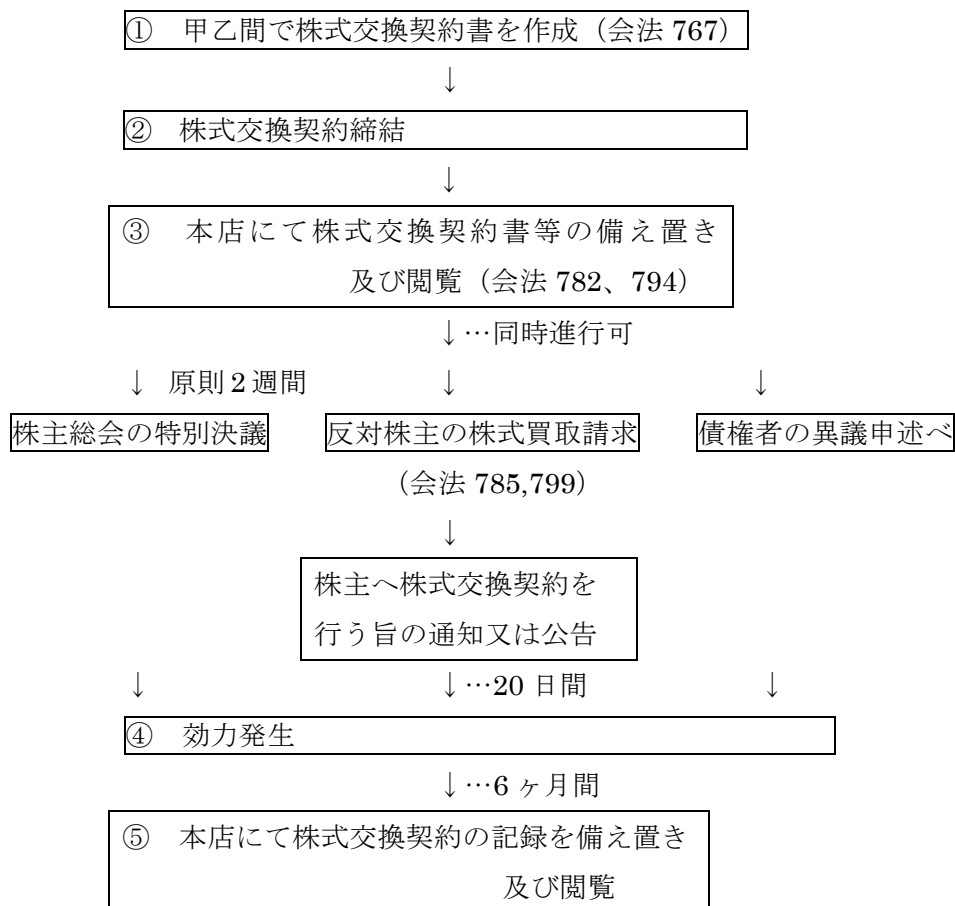 ① 甲乙間で株式交換契約書を作成（会法 767）
↓
② 株式交換契約締結
↓
③ 本店にて株式交換契約書等の備え置き
及び閲覧（会法 782、794）
↓…同時進行可
↓ 原則 2 週間 ↓ ↓
株主総会の特別決議 反対株主の株式買取請求 債権者の異議申述べ
（会法 785,799）
↓
株主へ株式交換契約を
行う旨の通知又は公告
↓ ↓…20 日間 ↓
④ 効力発生
↓…6 ヶ月間
⑤ 本店にて株式交換契約の記録を備え置き
及び閲覧